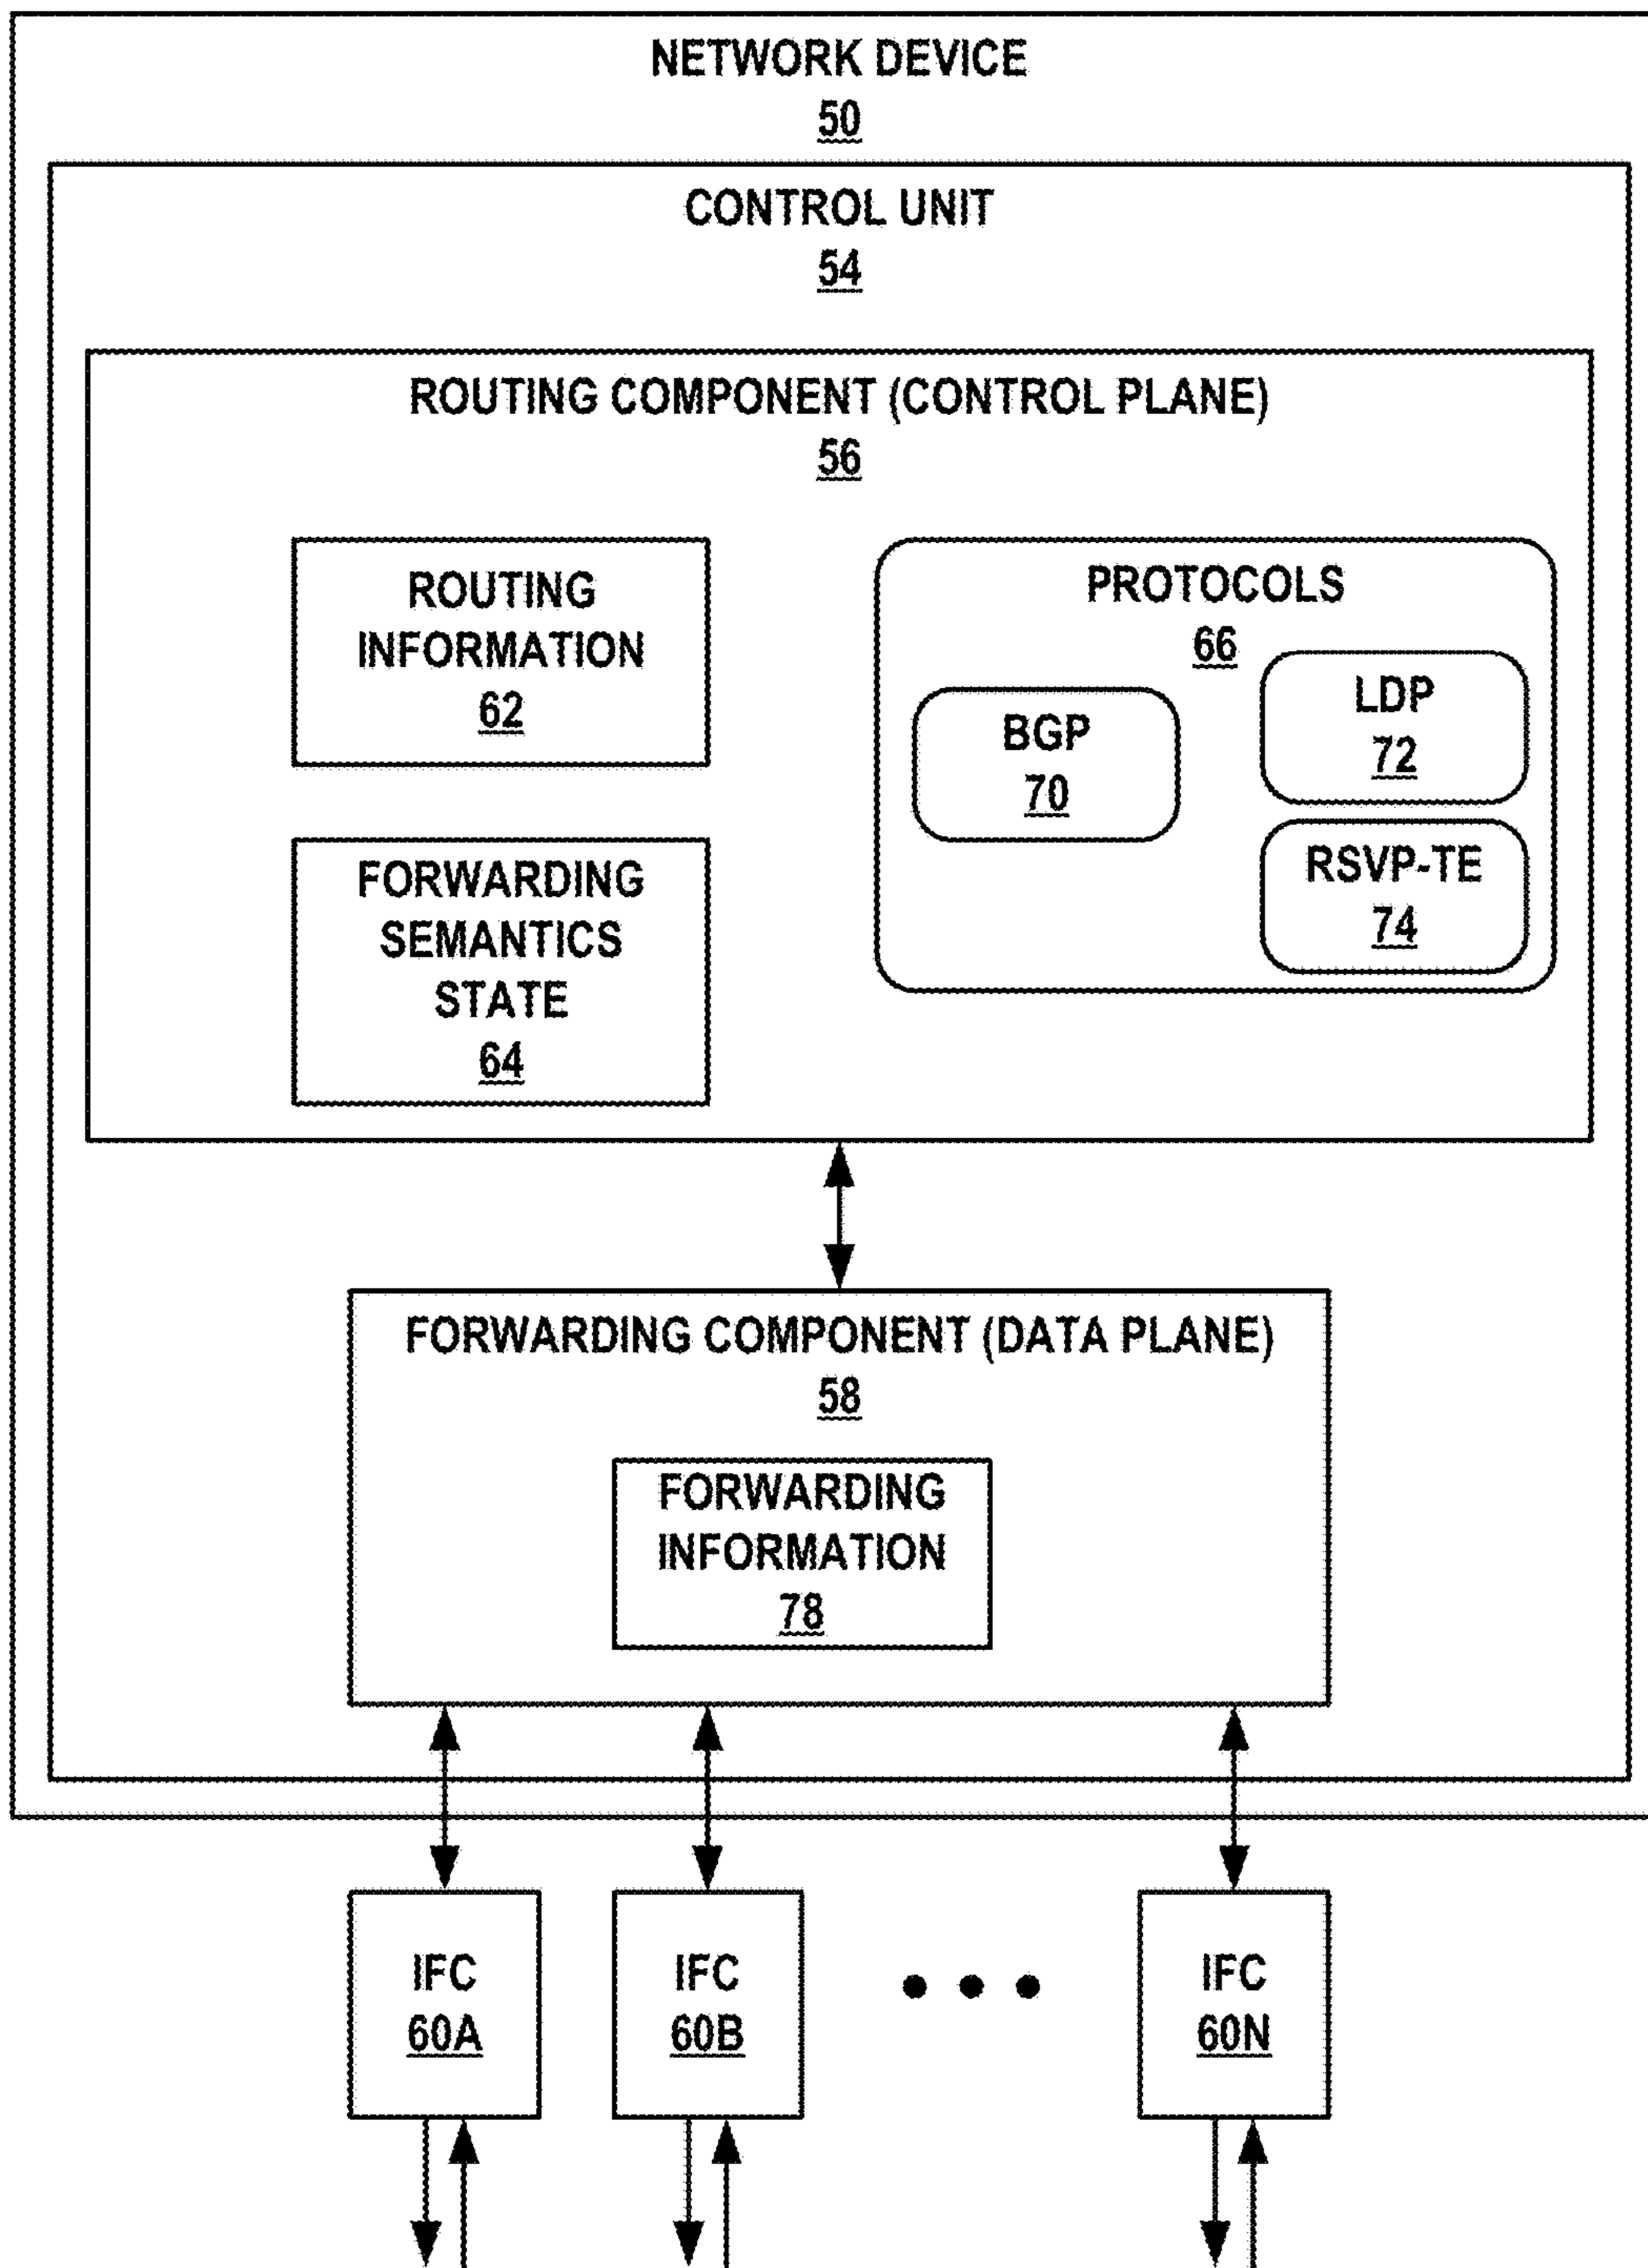 NETWORK DEVICE
50
CONTROL UNIT
54
ROUTING COMPONENT (CONTROL PLANE)
56
ROUTING
INFORMATION
62
FORWARDING
SEMANTICS
STATE
64
PROTOCOLS
66
BGP
70
LDP
72
RSVP-TE
74
FORWARDING COMPONENT (DATA PLANE)
58
FORWARDING
INFORMATION
78
IFC
60A
IFC
60B
IFC
60N